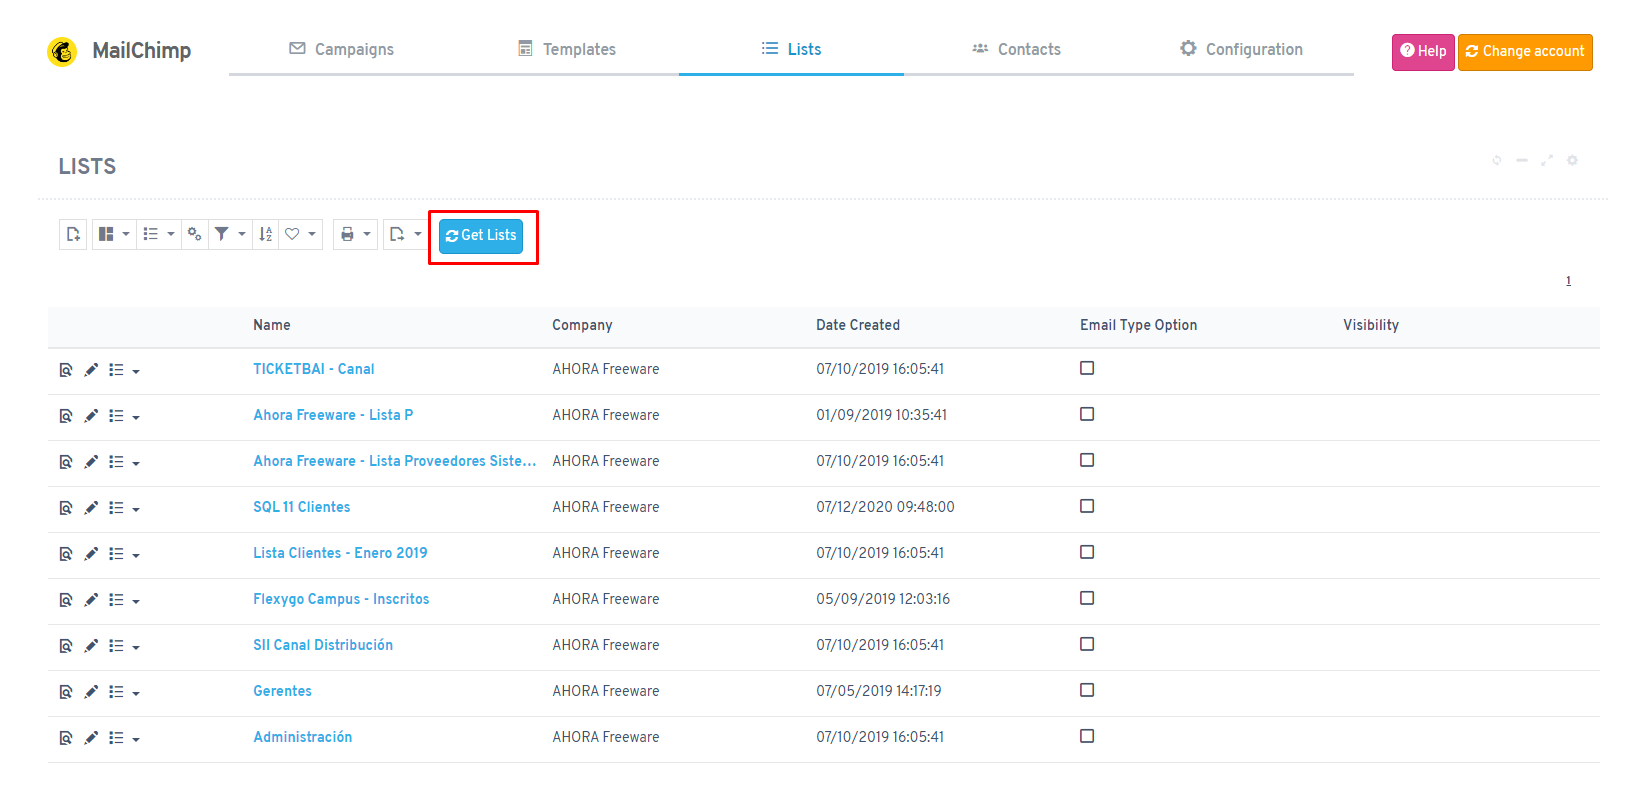 MailChimp
Campaigns
Templates
Lists
Contacts
Configuration
Help
Change account
LISTS
Get Lists
1
Name Company Date Created Email Type Option Visibility
TICKETBAI - Canal AHORA Freeware 07/10/2019 16:05:41
Ahora Freeware - Lista P AHORA Freeware 01/09/2019 10:35:41
Ahora Freeware - Lista Proveedores Siste... AHORA Freeware 07/10/2019 16:05:41
SQL 11 Clientes AHORA Freeware 07/12/2020 09:48:00
Lista Clientes - Enero 2019 AHORA Freeware 07/10/2019 16:05:41
Flexygo Campus - Inscritos AHORA Freeware 05/09/2019 12:03:16
SII Canal Distribución AHORA Freeware 07/10/2019 16:05:41
Gerentes AHORA Freeware 07/05/2019 14:17:19
Administración AHORA Freeware 07/10/2019 16:05:41